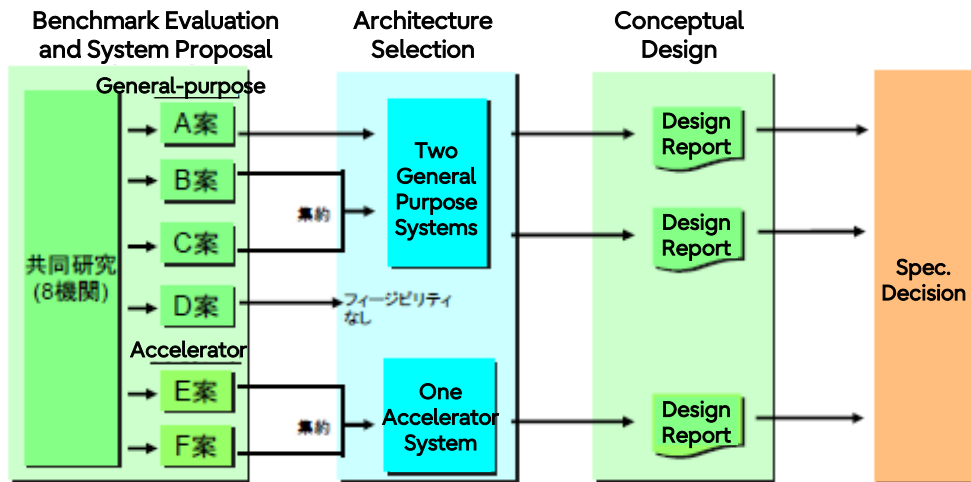 Benchmark Evaluation
and System Proposal
Architecture
Selection
Conceptual
Design
General-purpose
A案
B案
C案
D案
共同研究
(8機関)
Accelerator
E案
F案
集約
フィージビリティ
なし
集約
Two
General
Purpose
Systems
One
Accelerator
System
Design
Report
Design
Report
Design
Report
Spec.
Decision